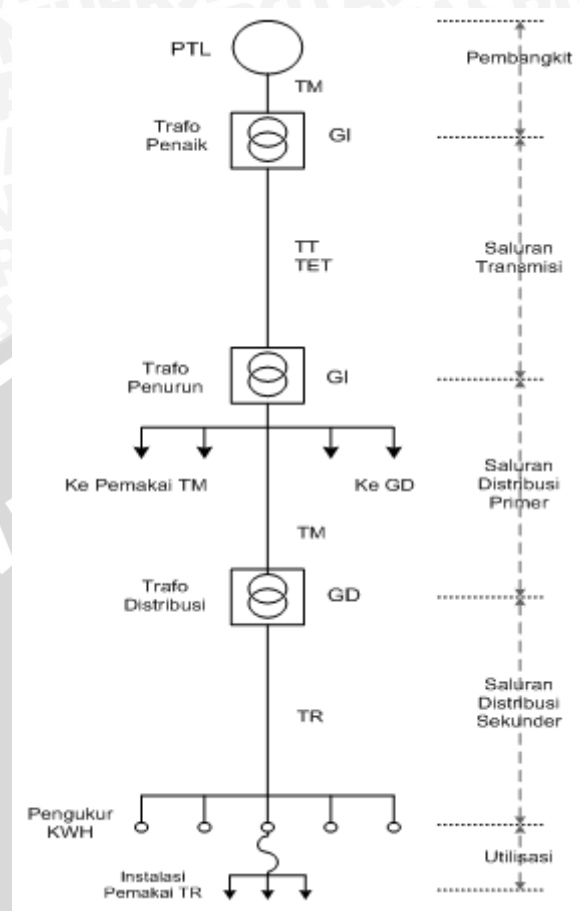 PTL
Pembangkit
TM
Trafo
Penaik
GI
TT
TET
Saluran
Transmisi
Trafo
Penurun
GI
Ke Pemakai TM
Ke GD
Saluran
Distribusi
Primer
TM
Trafo
Distribusi
GD
TR
Saluran
Distribusi
Sekunder
Pengukur
KWH
Utilisasi
Instalasi
Pemakai TR